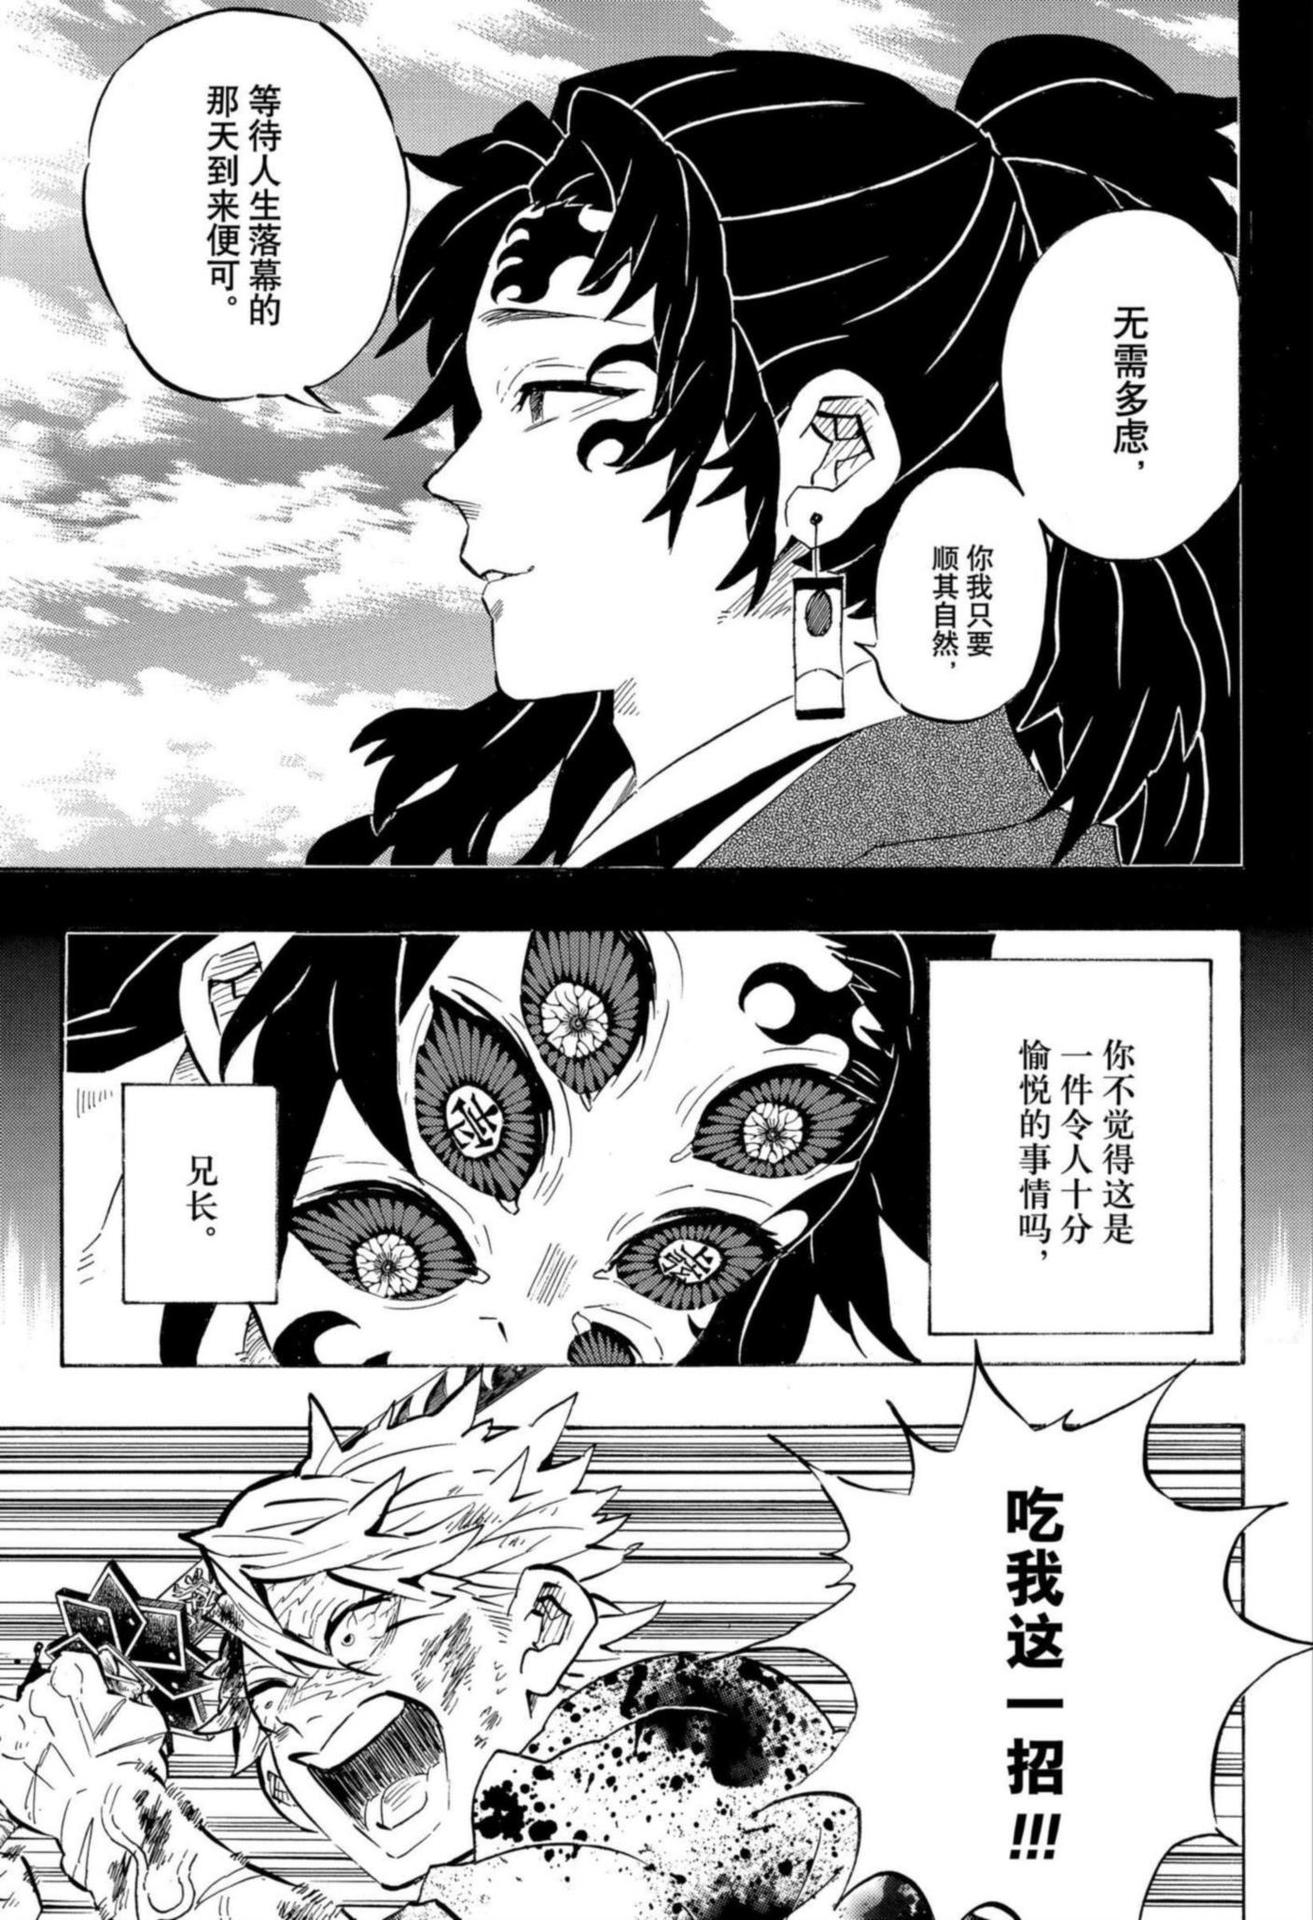 无需多虑，
你我只要
顺其自然，
等待人生落幕的
那天到来便可。
你不觉得这是
一件令人十分
愉悦的事情吗，
兄长。
吃我这一招!!!